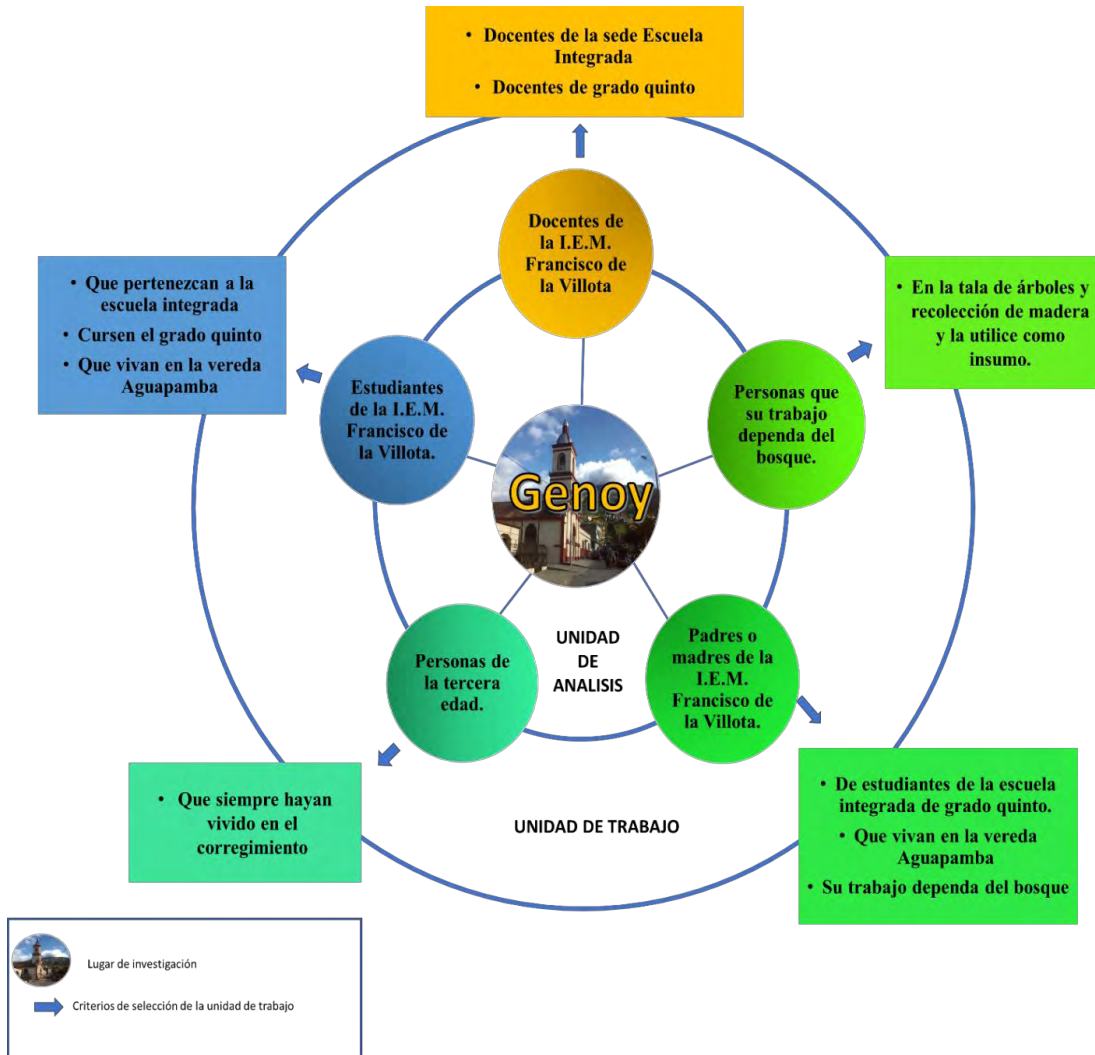 • Docentes de la sede Escuela
Integrada
• Docentes de grado quinto
Docentes de
la I.E.M.
Francisco de
la Villota
• Que pertenezcan a la
escuela integrada
• Cursen el grado quinto
• Que vivan en la vereda
Aguapamba
• En la tala de árboles y
recolección de madera
y la utilice como
insumo.
Estudiantes
de la I.E.M.
Francisco de
la Villota.
Personas que
su trabajo
dependa del
bosque.
Genoy
Personas de
la tercera
edad.
UNIDAD
DE
ANALISIS
Padres o
madres de la
I.E.M.
Francisco de
la Villota.
• Que siempre hayan
vivido en el
corregimiento
UNIDAD DE TRABAJO
• De estudiantes de la escuela
integrada de grado quinto.
• Que vivan en la vereda
Aguapamba
• Su trabajo dependa del bosque
Lugar de investigación
Criterios de selección de la unidad de trabajo